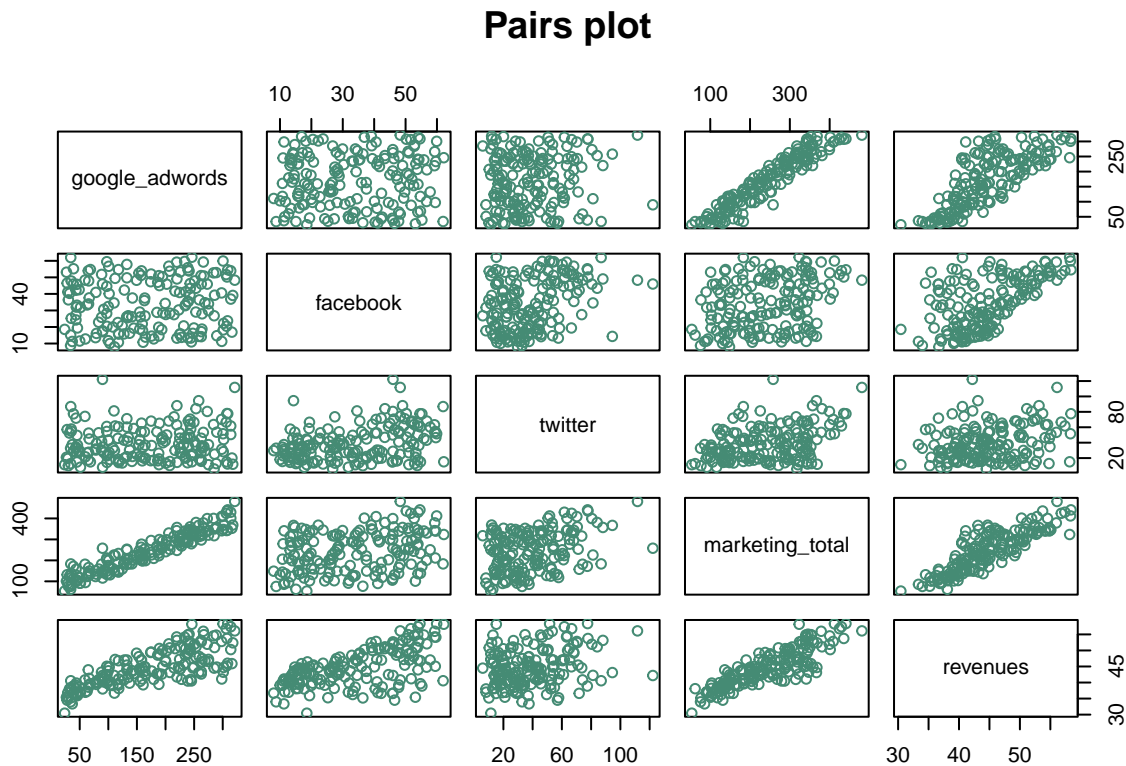 Pairs plot
10 30 50
100 300
google_adwords
50 250
10 40
facebook
twitter
20 80
100 400
marketing_total
revenues
30 45
50 150 250
20 60 100
30 40 50